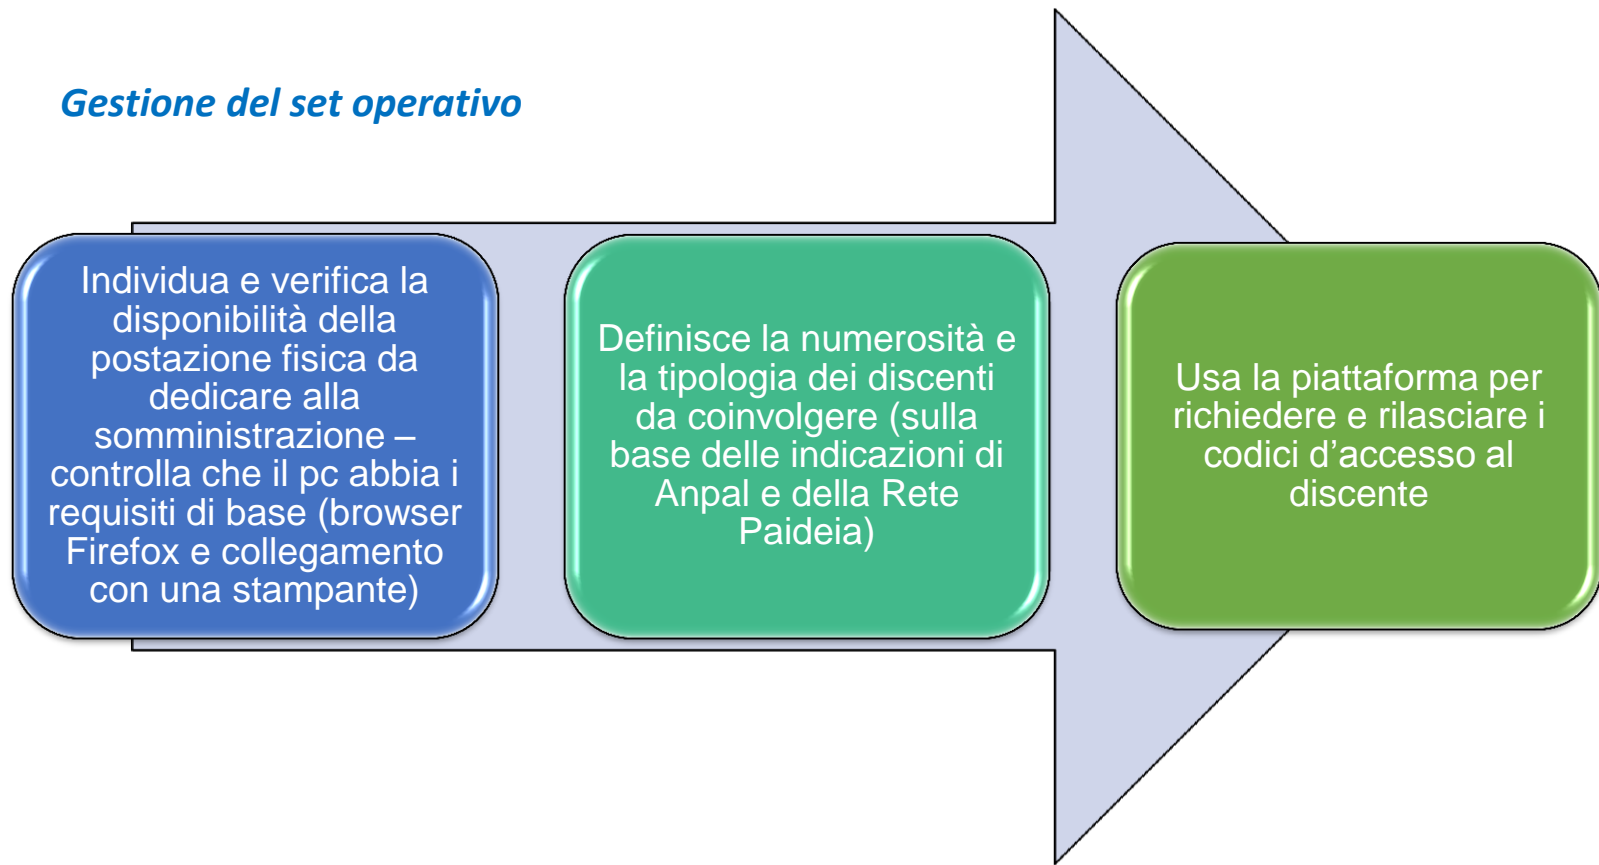 Gestione del set operativo
Individua e verifica la
disponibilità della
postazione fisica da
dedicare alla
somministrazione –
controlla che il pc abbia i
requisiti di base (browser
Firefox e collegamento
con una stampante)
Definisce la numerosità e
la tipologia dei discenti
da coinvolgere (sulla
base delle indicazioni di
Anpal e della Rete
Paideia)
Usa la piattaforma per
richiedere e rilasciare i
codici d’accesso al
discente